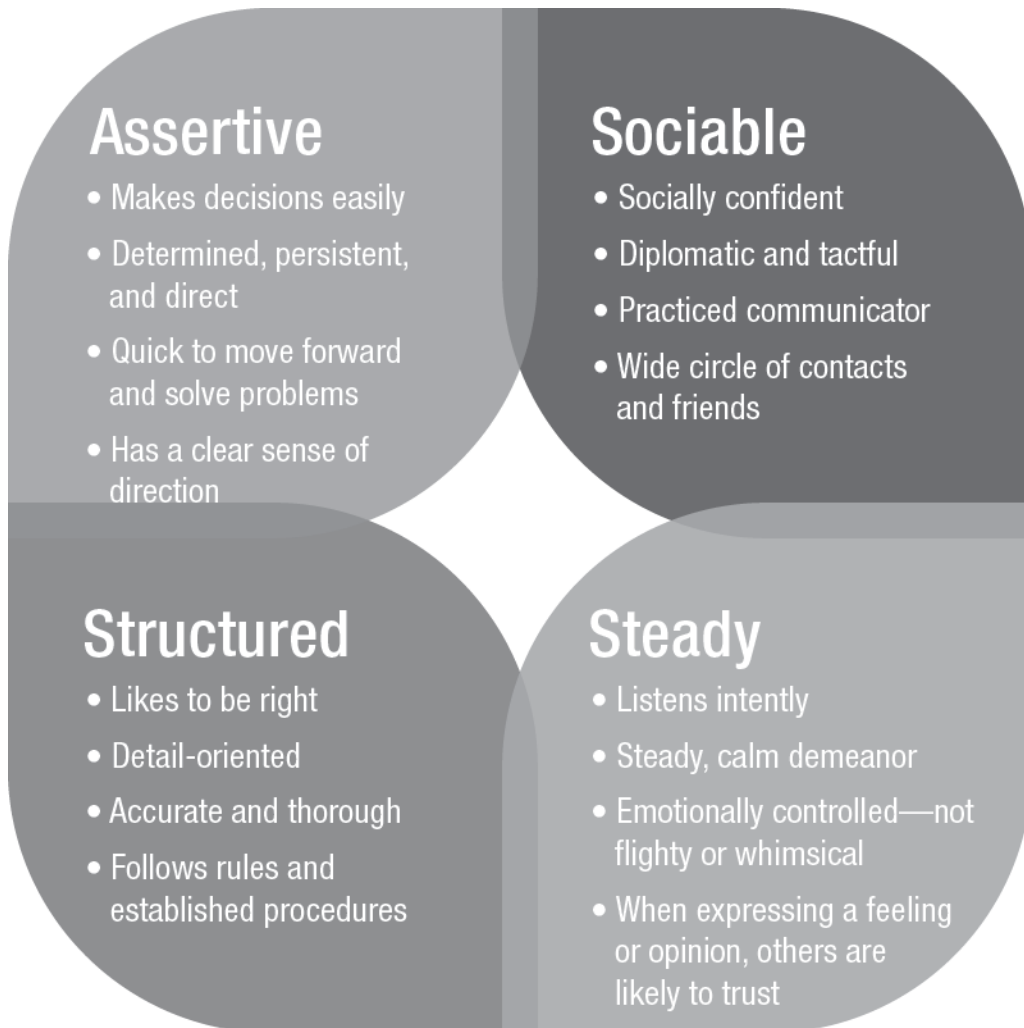 Assertive
• Makes decisions easily
• Determined, persistent,
and direct
• Quick to move forward
and solve problems
• Has a clear sense of
direction
Sociable
• Socially confident
• Diplomatic and tactful
• Practiced communicator
• Wide circle of contacts
and friends
Structured
• Likes to be right
• Detail-oriented
• Accurate and thorough
• Follows rules and
established procedures
Steady
• Listens intently
• Steady, calm demeanor
• Emotionally controlled—not
flighty or whimsical
• When expressing a feeling
or opinion, others are
likely to trust